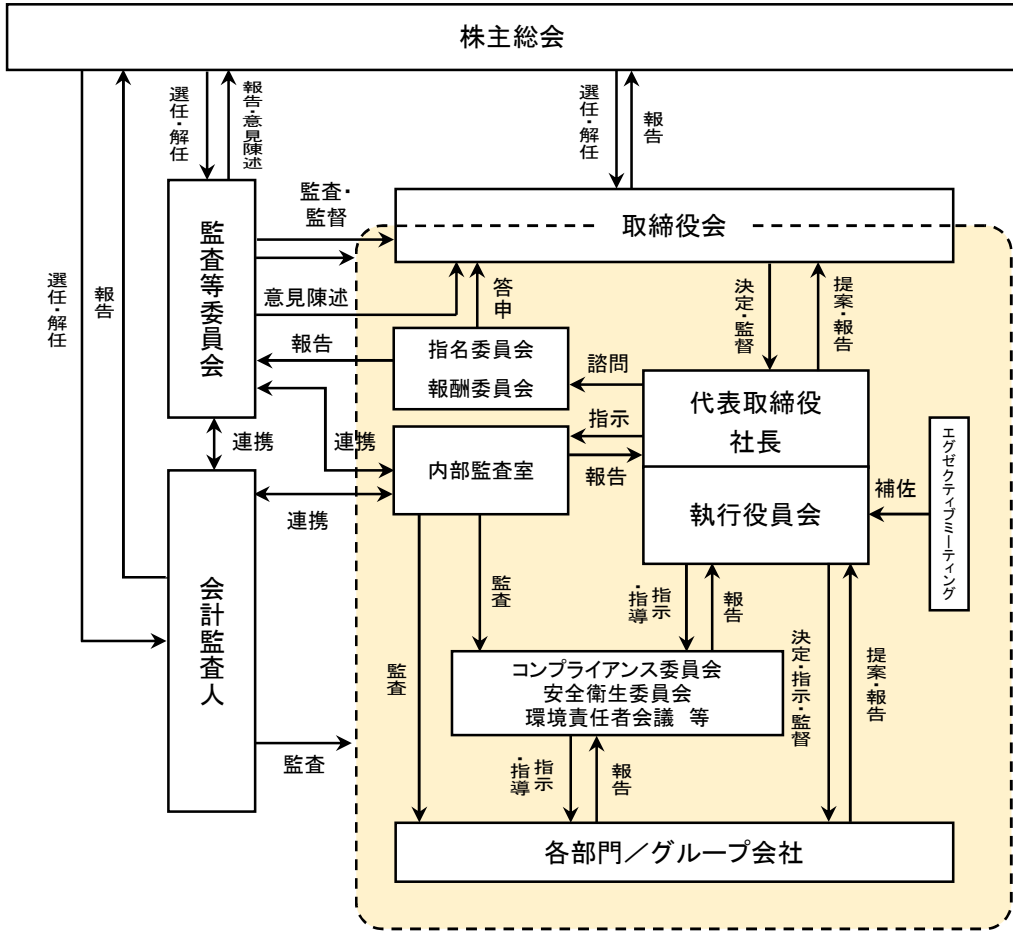 株主総会
選任・解任
報告
選任・解任
報告・意見陳述
選任・解任
報告
監査等委員会
監査・
監督
取締役会
意見陳述
答申
決定・監督
提案・報告
報告
指名委員会
報酬委員会
諮問
代表取締役
社長
指示
連携
連携
内部監査室
報告
執行役員会
補佐
エグゼクティブミーティング
連携
会計監査人
監査
監査
指示
・指導
報告
決定・指示・監督
提案・報告
コンプライアンス委員会
安全衛生委員会
環境責任者会議 等
監査
指示
・指導
報告
各部門／グループ会社